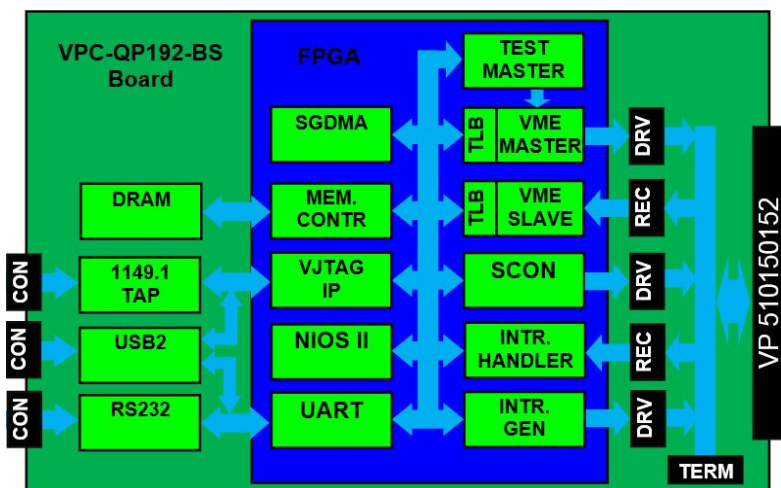 VPC-QP192-BS
Board
FPGA
TEST
MASTER
SGDMA
TLB
VME
MASTER
DRV
DRAM
MEM.
CONTR
TLB
VME
SLAVE
REC
CON
1149.1
TAP
VJTAG
IP
SCON
DRV
CON
USB2
NIOS II
INTR.
HANDLER
REC
CON
RS232
UART
INTR.
GEN
DRV
TERM
VP 510150152